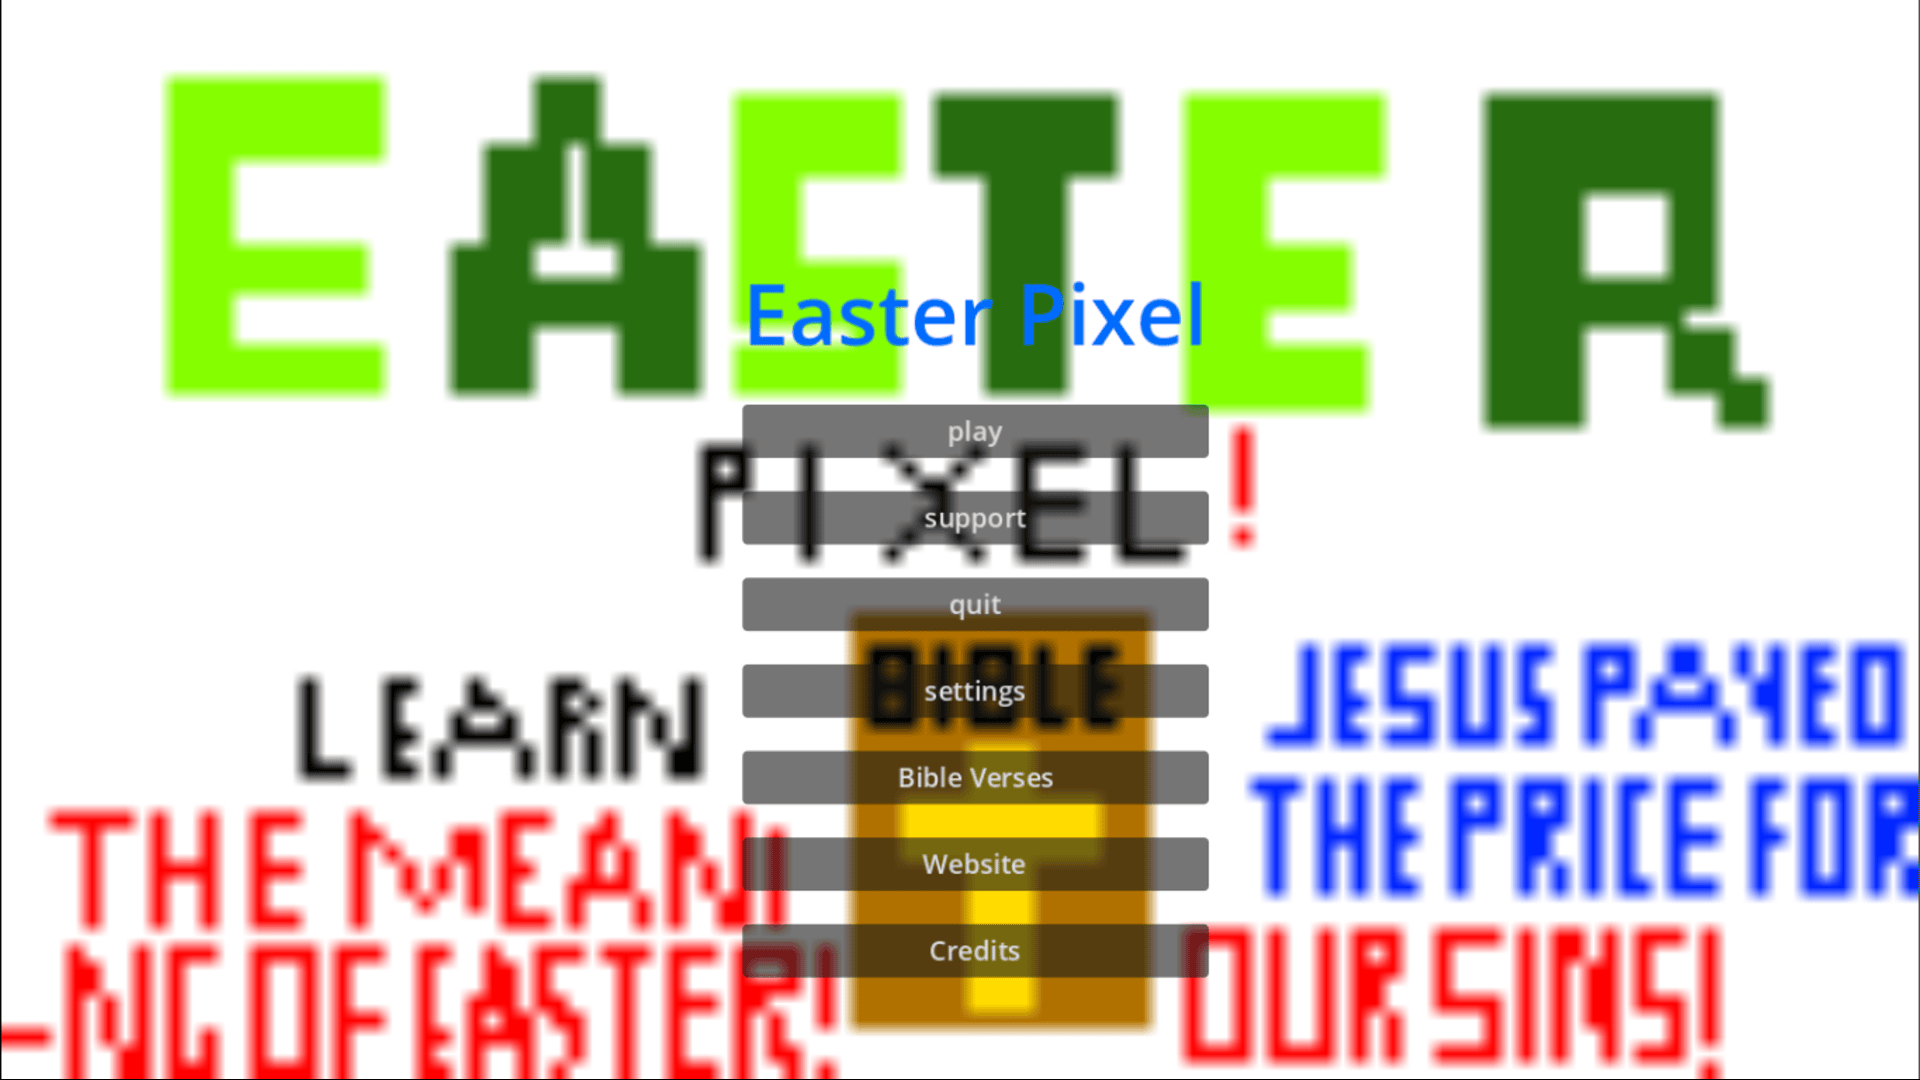 EASTER
Easter Pixel
play
PIXEL!
support
quit
BIBLE
settings
Bible Verses
Website
Credits
LEARN
THE MEANI
-NG OF EASTER!
JESUS PAYED
THE PRICE FOR
OUR SINS!